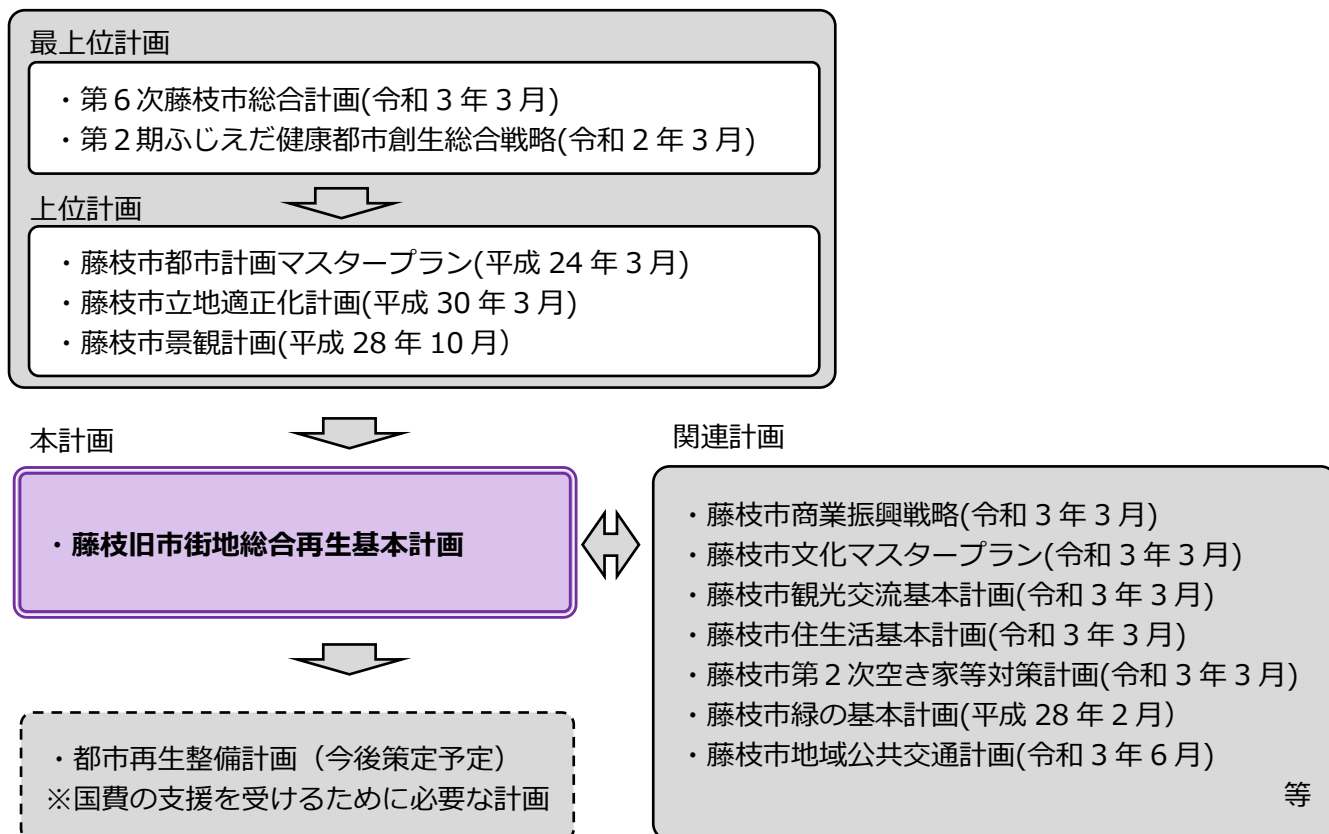 最上位計画
・第６次藤枝市総合計画(令和３年３月)
・第２期ふじえだ健康都市創生総合戦略(令和２年３月)
上位計画
・藤枝市都市計画マスタープラン(平成 24 年３月)
・藤枝市立地適正化計画(平成 30 年３月)
・藤枝市景観計画(平成 28 年 10 月）
本計画
・藤枝旧市街地総合再生基本計画
関連計画
・藤枝市商業振興戦略(令和３年３月)
・藤枝市文化マスタープラン(令和３年３月)
・藤枝市観光交流基本計画(令和３年３月)
・藤枝市住生活基本計画(令和３年３月)
・藤枝市第２次空き家等対策計画(令和３年３月)
・藤枝市緑の基本計画(平成 28 年２月）
・藤枝市地域公共交通計画(令和３年６月)
等
・都市再生整備計画（今後策定予定）
※国費の支援を受けるために必要な計画